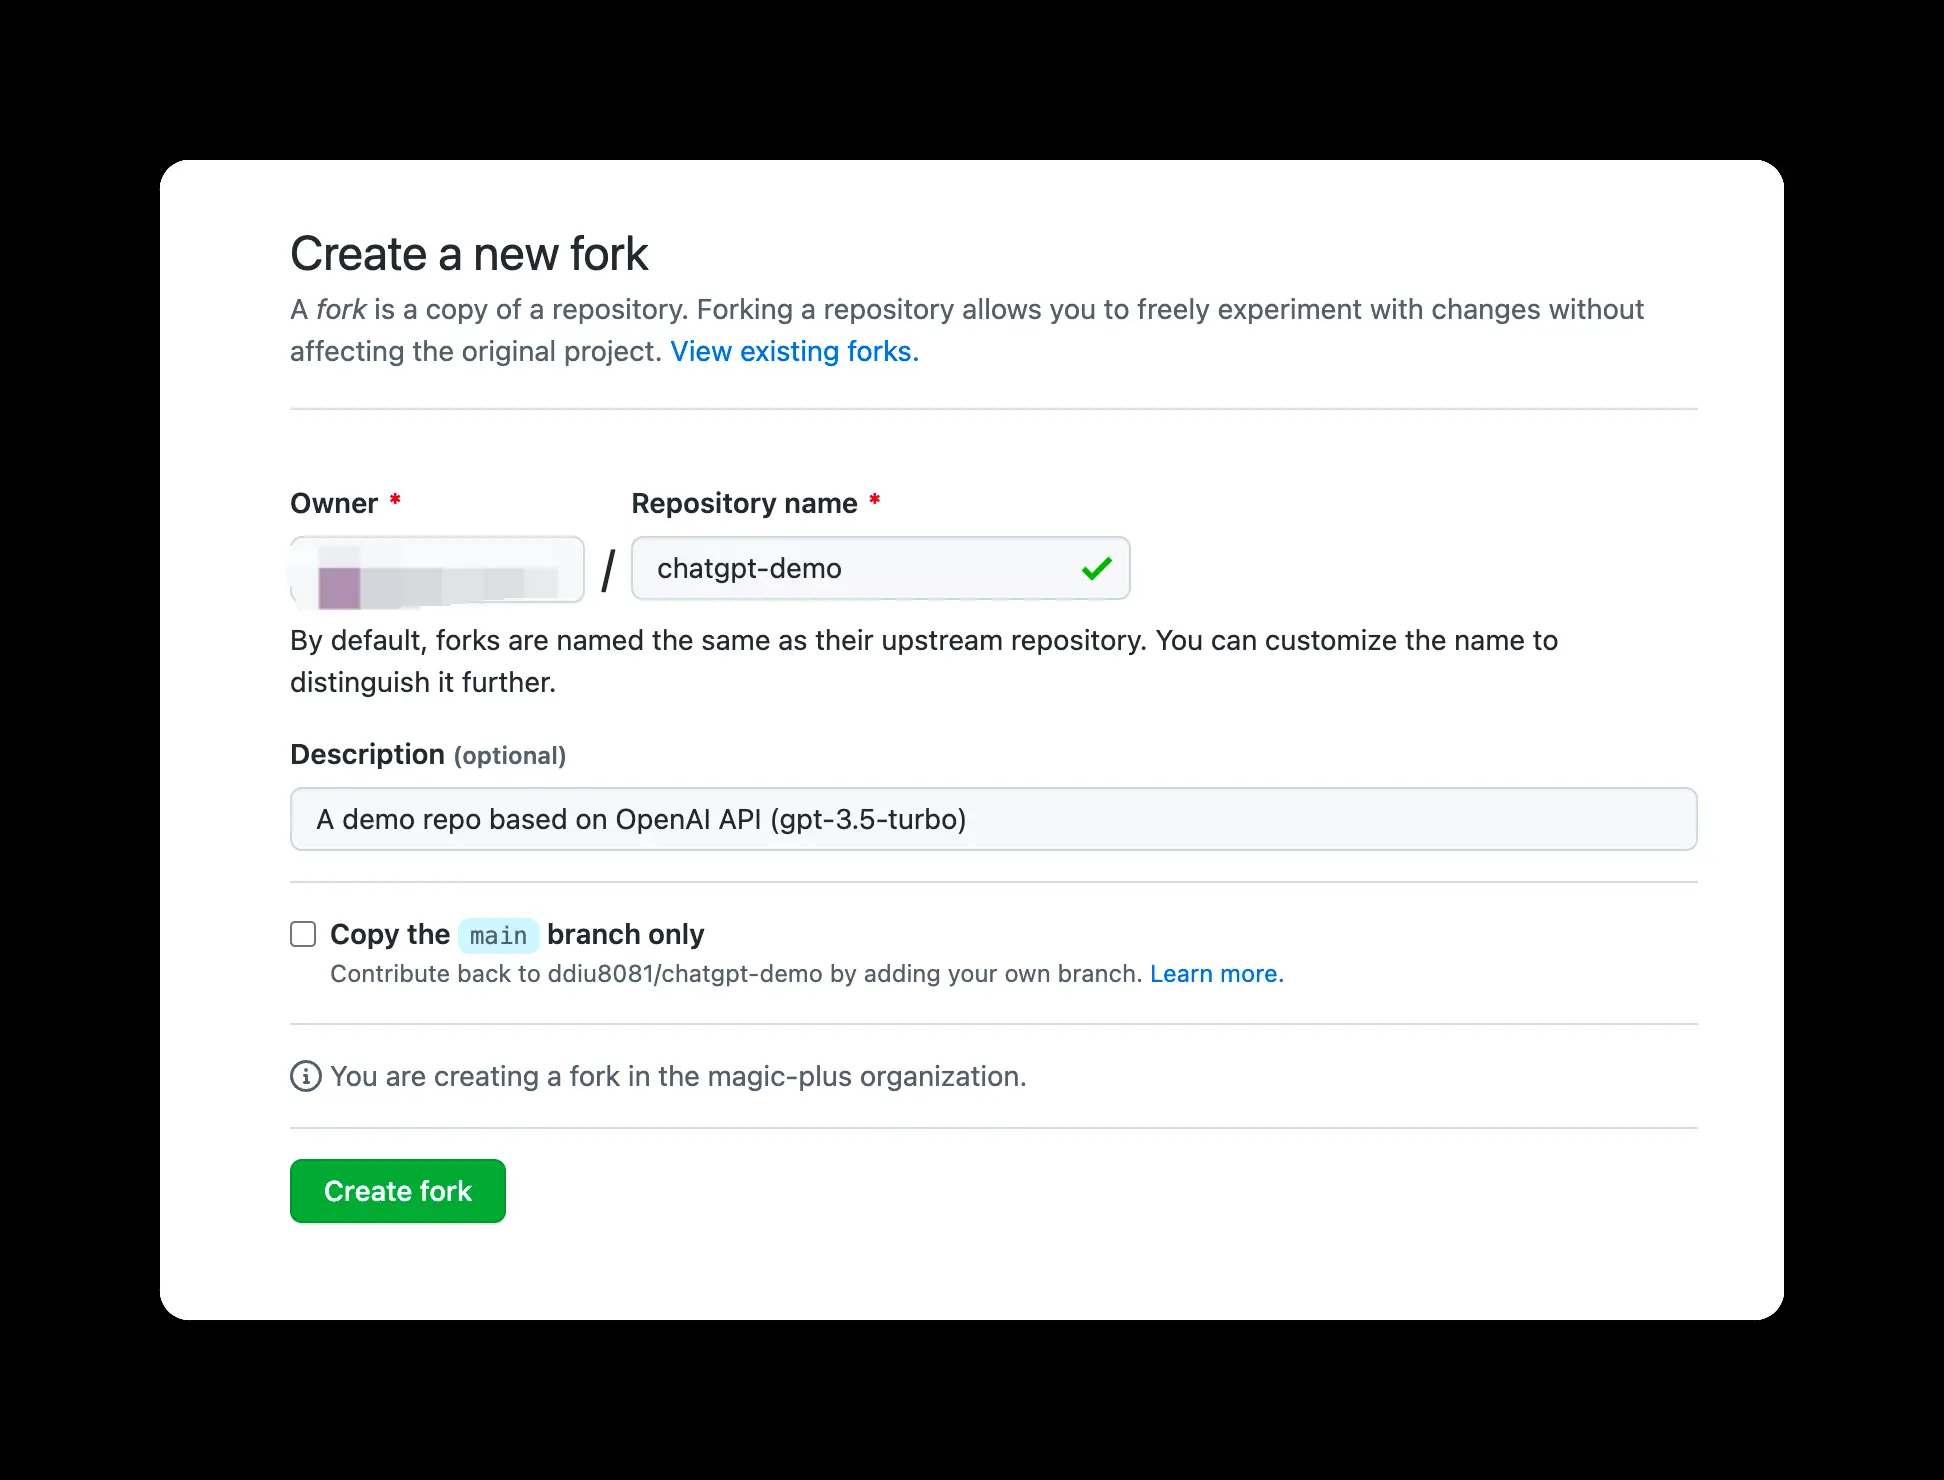 Create a new fork
A fork is a copy of a repository. Forking a repository allows you to freely experiment with changes without
affecting the original project. View existing forks.
Owner * Repository name *
/ chatgpt-demo
By default, forks are named the same as their upstream repository. You can customize the name to
distinguish it further.
Description (optional)
A demo repo based on OpenAI API (gpt-3.5-turbo)
Copy the main branch only
Contribute back to ddiu8081/chatgpt-demo by adding your own branch. Learn more.
You are creating a fork in the magic-plus organization.
Create fork